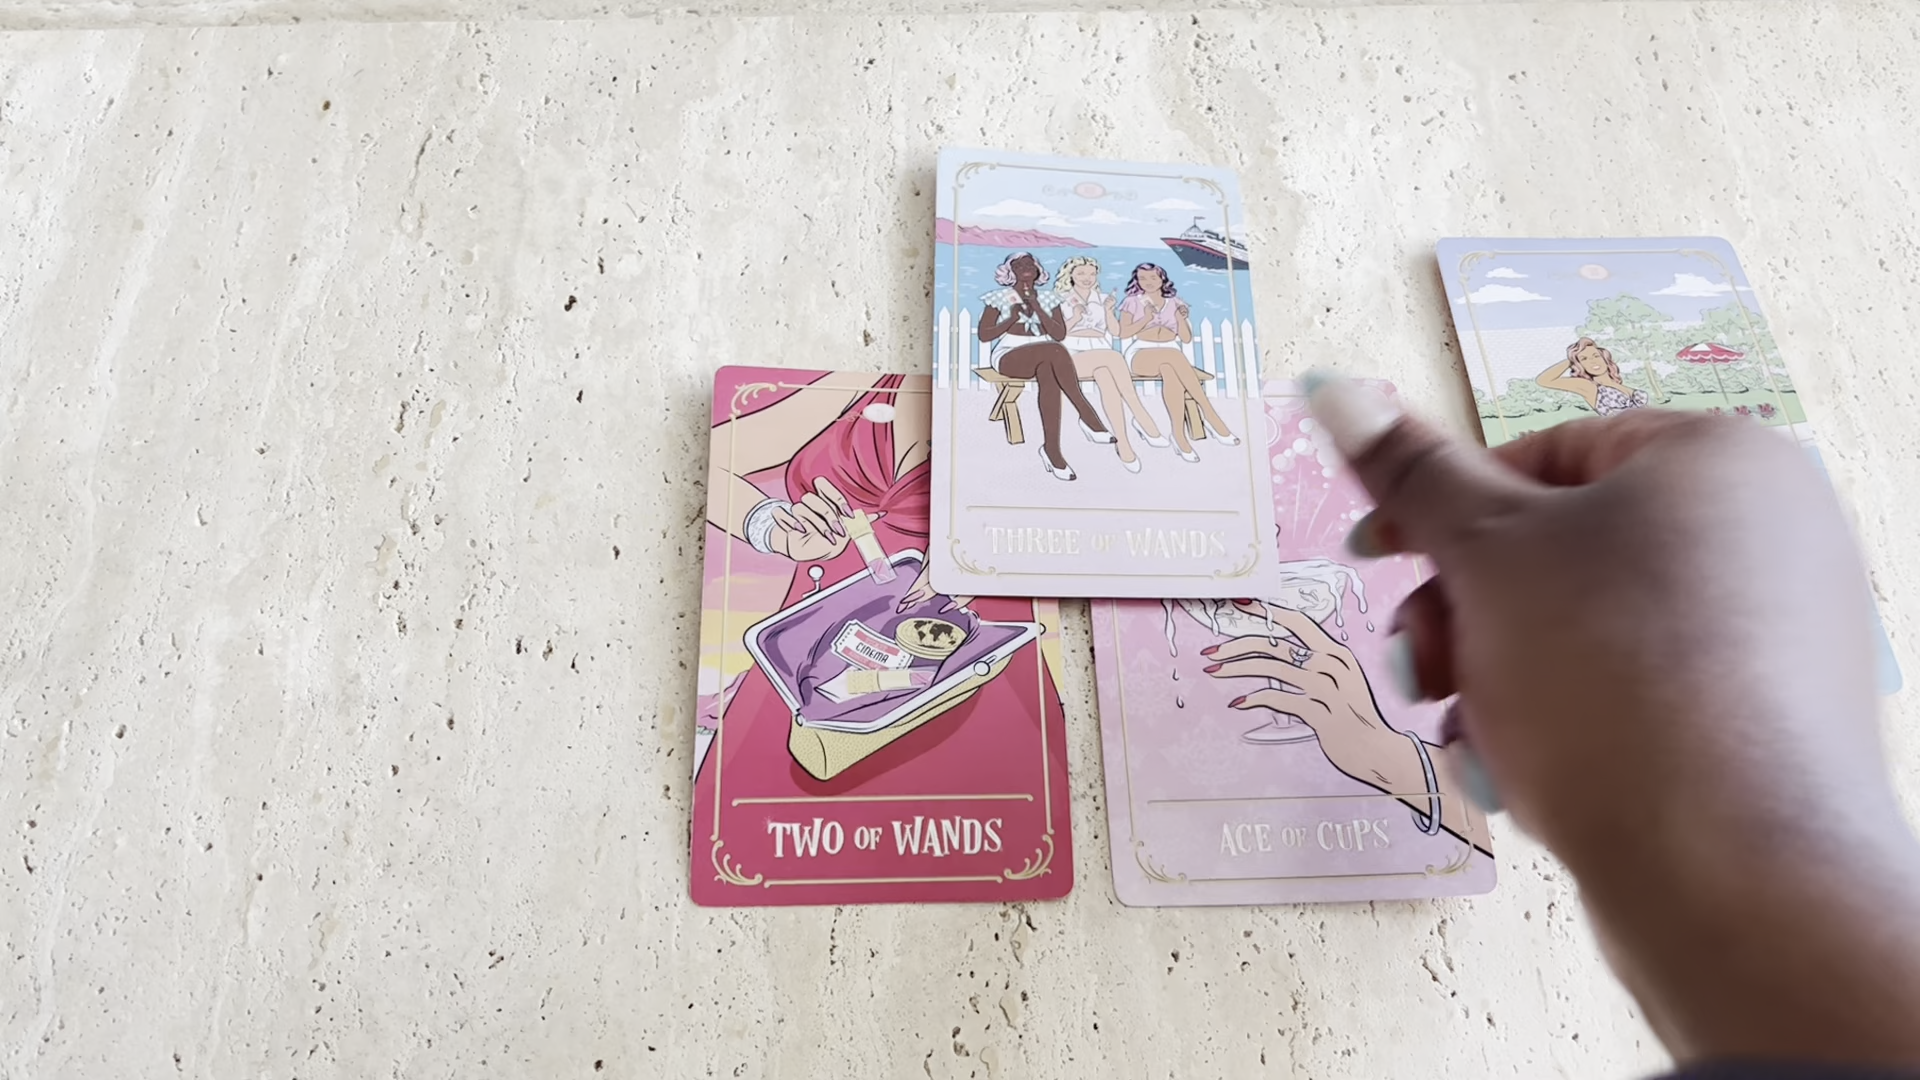 THREE OF WANDS
CINEMA
TWO OF WANDS
ACE OF CUPS